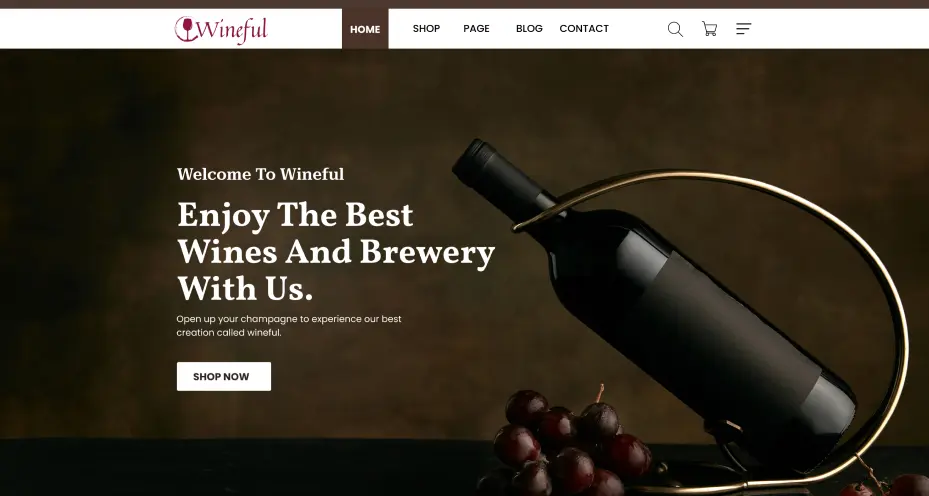 Wineful
HOME SHOP PAGE BLOG CONTACT
Welcome To Wineful
Enjoy The Best
Wines And Brewery
With Us.
Open up your champagne to experience our best
creation called wineful.
SHOP NOW